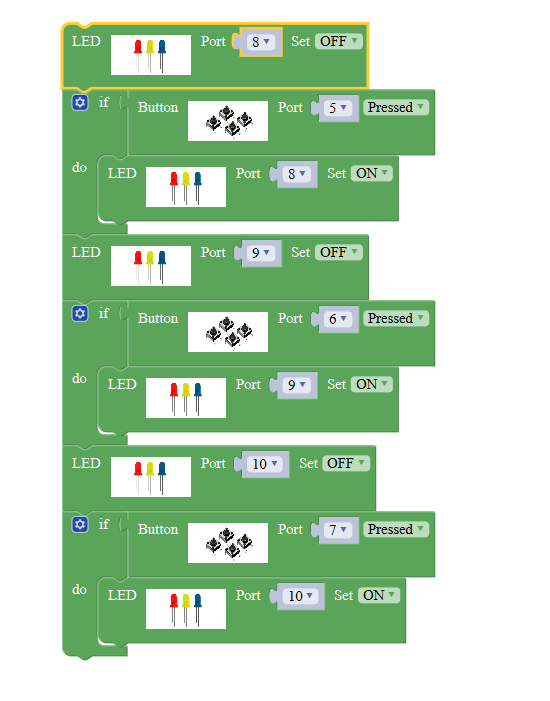 LED Port 8 Set OFF
if Button Port 5 Pressed
do LED Port 8 Set ON
LED Port 9 Set OFF
if Button Port 6 Pressed
do LED Port 9 Set ON
LED Port 10 Set OFF
if Button Port 7 Pressed
do LED Port 10 Set ON